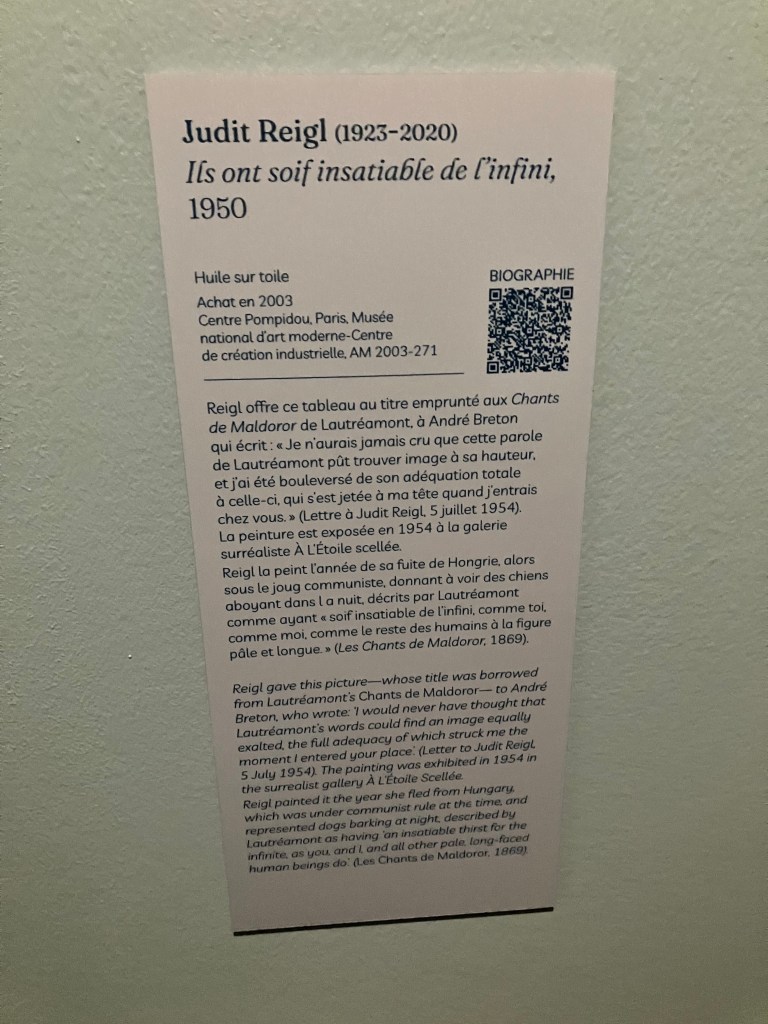 Judit Reigl (1923-2020)
Ils ont soif insatiable de l'infini,
1950
Huile sur toile
Achat en 2003
Centre Pompidou, Paris, Musée
national d'art moderne-Centre
de création industrielle, AM 2003-271
BIOGRAPHIE
Reigl offre ce tableau au titre emprunté aux Chants
de Maldoror de Lautréamont, à André Breton
qui écrit : « Je n'aurais jamais cru que cette parole
de Lautréamont pût trouver image à sa hauteur,
et j'ai été bouleversé de son adéquation totale
à celle-ci, qui s'est jetée à ma tête quand j'entrais
chez vous. » (Lettre à Judit Reigl, 5 juillet 1954).
La peinture est exposée en 1954 à la galerie
surréaliste À L'Étoile scellée.
Reigl la peint l'année de sa fuite de Hongrie, alors
sous le joug communiste, donnant à voir des chiens
aboyant dans l a nuit, décrits par Lautréamont
comme ayant « soif insatiable de l'infini, comme toi,
comme moi, comme le reste des humains à la figure
pâle et longue. » (Les Chants de Maldoror, 1869).
Reigl gave this picture—whose title was borrowed
from Lautréamont's Chants de Maldoror— to André
Breton, who wrote: 'I would never have thought that
Lautréamont's words could find an image equally
exalted, the full adequacy of which struck me the
moment I entered your place'. (Letter to Judit Reigl,
5 July 1954). The painting was exhibited in 1954 in
the surrealist gallery À L'Étoile Scellée.
Reigl painted it the year she fled from Hungary,
which was under communist rule at the time, and
represented dogs barking at night, described by
Lautréamont as having 'an insatiable thirst for the
infinite, as you, and I, and all other pale, long-faced
human beings do'. (Les Chants de Maldoror, 1869).